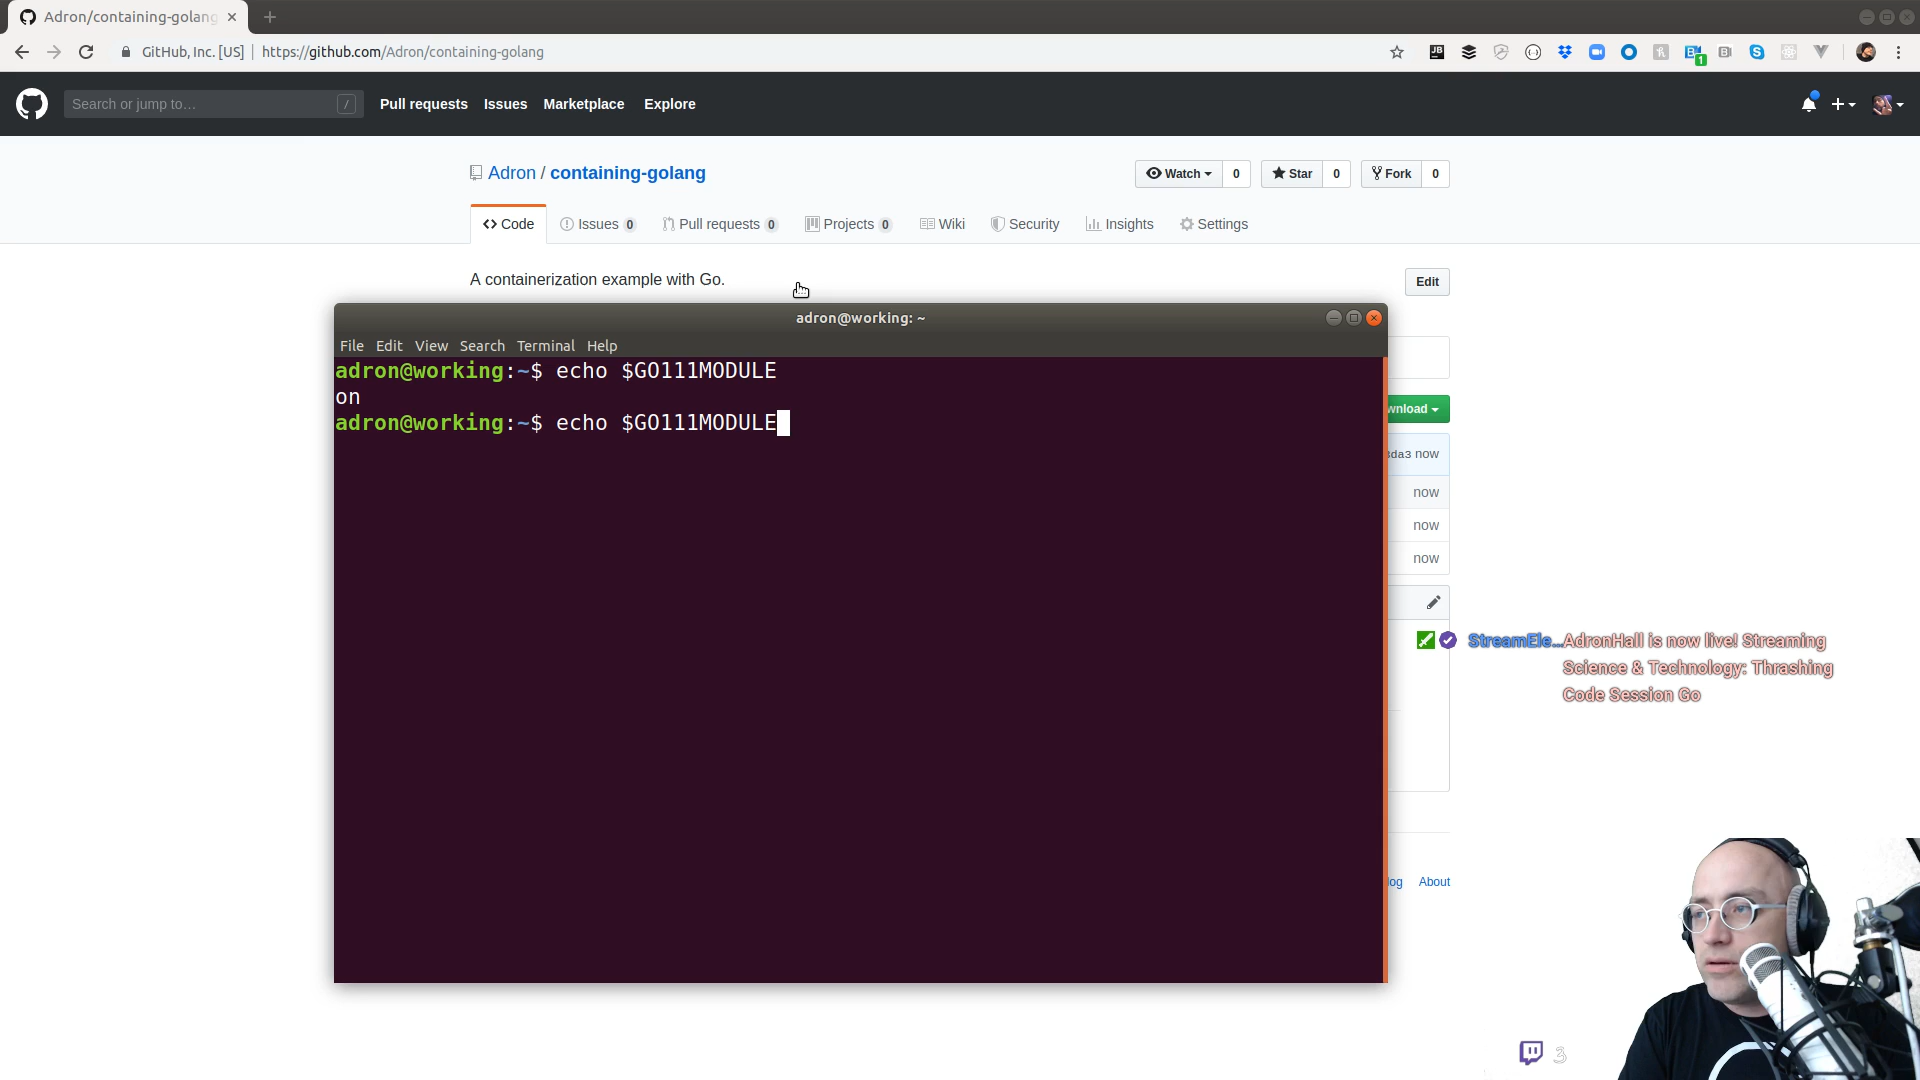 Adron/containing-golang
GitHub, Inc. [US] | https://github.com/Adron/containing-golang
Search or jump to… /
Pull requests Issues Marketplace Explore
Adron / containing-golang
Watch 0 Star 0 Fork 0
Code Issues 0 Pull requests 0 Projects 0 Wiki Security Insights Settings
A containerization example with Go.
Edit
adron@working: ~
File Edit View Search Terminal Help
adron@working:~$ echo $GO111MODULE
on
adron@working:~$ echo $GO111MODULE
wnload
da3 now
now
now
now
StreamEle... AdronHall is now live! Streaming
Science & Technology: Thrashing
Code Session Go
og About
3